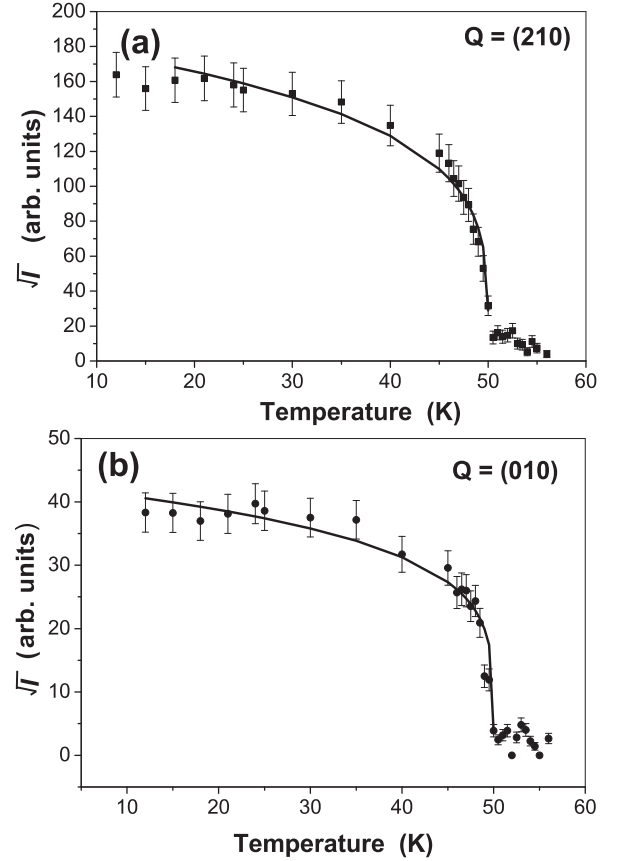 200
180
160
140
120
100
80
60
40
20
0
(a)
Q = (210)
√I (arb. units)
10 20 30 40 50 60
Temperature (K)
50
40
30
20
10
0
(b)
Q = (010)
√I (arb. units)
10 20 30 40 50 60
Temperature (K)